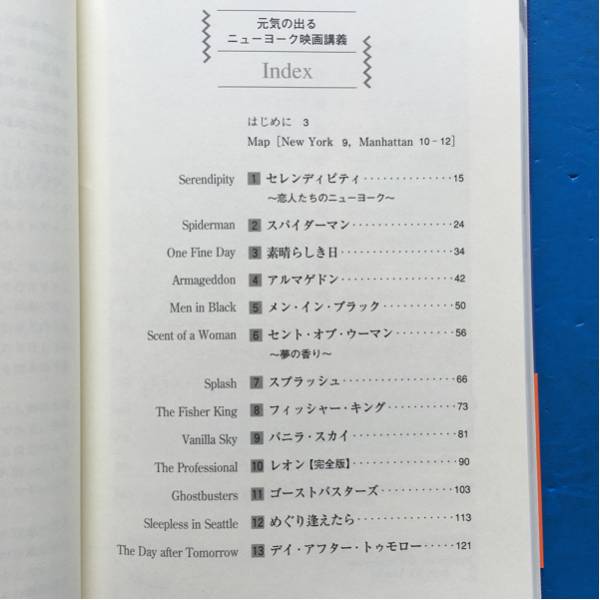 元気の出る
ニューヨーク映画講義
Index
はじめに 3
Map [New York 9, Manhattan 10-12]
Serendipity 1 セレンディピティ・・・・・・・・・・・・・・15
〜恋人たちのニューヨーク〜
Spiderman 2 スパイダーマン・・・・・・・・・・・・・・・24
One Fine Day 3 素晴らしき日・・・・・・・・・・・・・・・・34
Armageddon 4 アルマゲドン・・・・・・・・・・・・・・・・42
Men in Black 5 メン・イン・ブラック・・・・・・・・・・・50
Scent of a Woman 6 セント・オブ・ウーマン・・・・・・・・・56
〜夢の香り〜
Splash 7 スプラッシュ・・・・・・・・・・・・・・・・66
The Fisher King 8 フィッシャー・キング・・・・・・・・・・73
Vanilla Sky 9 バニラ・スカイ・・・・・・・・・・・・・・・81
The Professional 10 レオン【完全版】・・・・・・・・・・・・・・90
Ghostbusters 11 ゴーストバスターズ・・・・・・・・・・・103
Sleepless in Seattle 12 めぐり逢えたら・・・・・・・・・・・・・・113
The Day after Tomorrow 13 デイ・アフター・トゥモロー・・・・・121